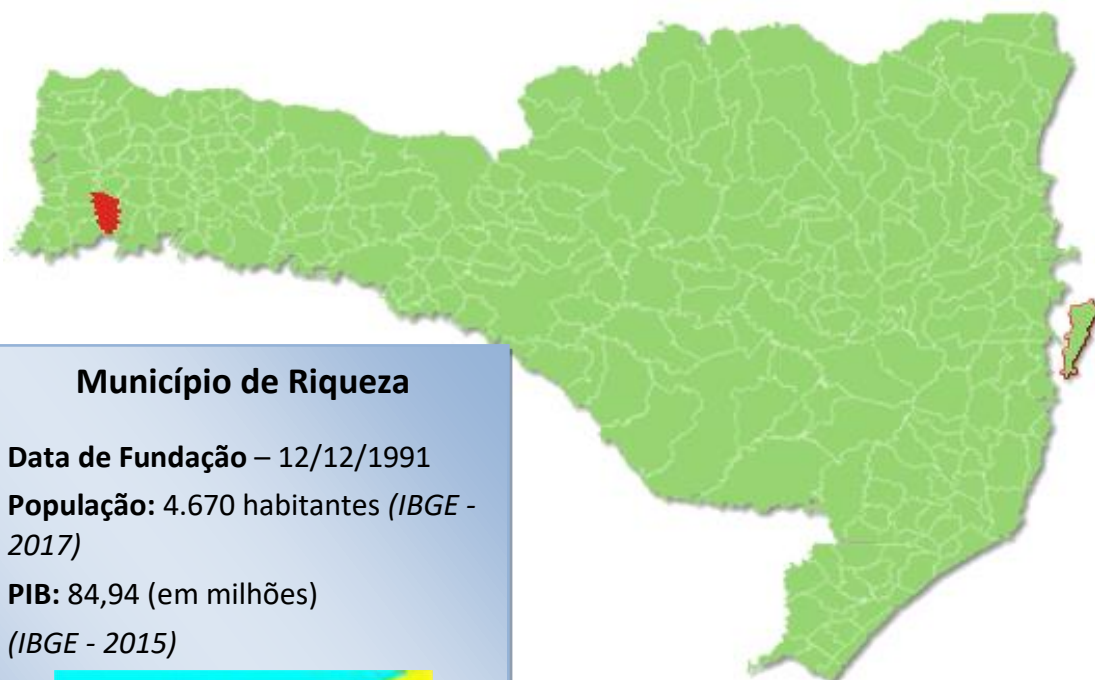 Município de Riqueza
Data de Fundação – 12/12/1991
População: 4.670 habitantes (IBGE -
2017)
PIB: 84,94 (em milhões)
(IBGE - 2015)